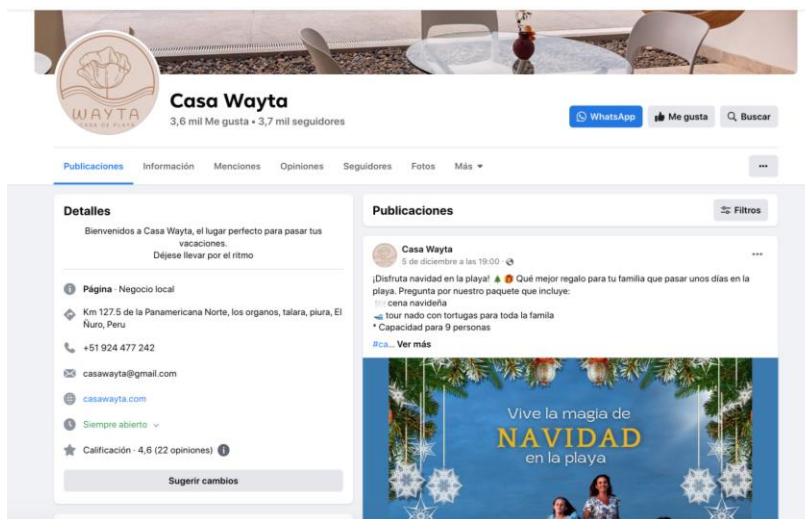 WAYTA
CASA DE PLAYA
Casa Wayta
3,6 mil Me gusta • 3,7 mil seguidores
WhatsApp
Me gusta
Buscar
Publicaciones Información Menciones Opiniones Seguidores Fotos Más
Detalles
Bienvenidos a Casa Wayta, el lugar perfecto para pasar tus
vacaciones.
Déjese llevar por el ritmo
Página · Negocio local
Km 127.5 de la Panamericana Norte, los organos, talara, piura, El
Ñuro, Peru
+51 924 477 242
casawayta@gmail.com
casawayta.com
Siempre abierto
Calificación · 4,6 (22 opiniones)
Sugerir cambios
Publicaciones
Filtros
Casa Wayta
5 de diciembre a las 19:00 ·
¡Disfruta navidad en la playa! 🎄 🎅 Qué mejor regalo para tu familia que pasar unos días en la
playa. Pregunta por nuestro paquete que incluye:
🍽️ cena navideña
🚤 tour nado con tortugas para toda la famila
* Capacidad para 9 personas
#ca... Ver más
Vive la magia de
NAVIDAD
en la playa